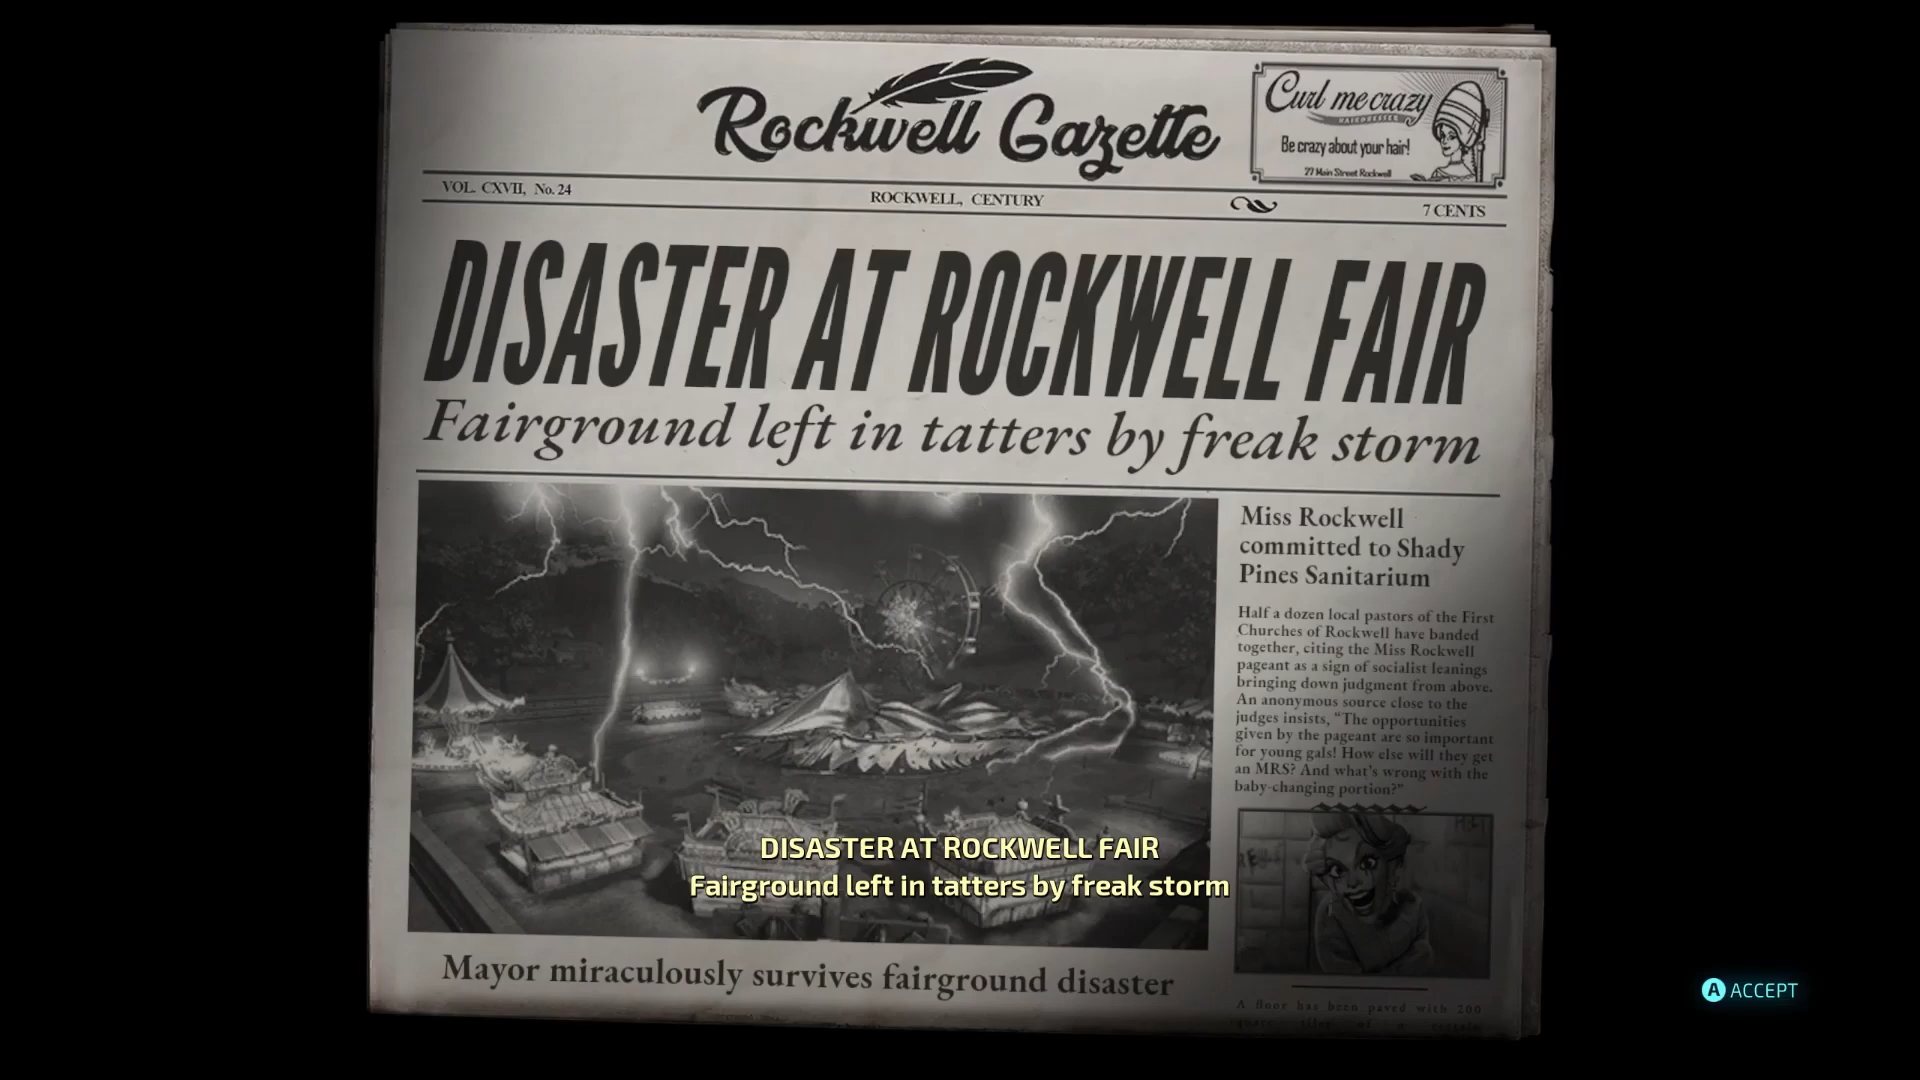 Rockwell Gazette
Curl me crazy
HAIRDRESSER
Be crazy about your hair!
27 Main Street Rockwell
VOL. CXVII, No. 24
ROCKWELL, CENTURY
7 CENTS
DISASTER AT ROCKWELL FAIR
Fairground left in tatters by freak storm
Miss Rockwell
committed to Shady
Pines Sanitarium
Half a dozen local pastors of the First
Churches of Rockwell have banded
together, citing the Miss Rockwell
pageant as a sign of socialist leanings
bringing down judgment from above.
An anonymous source close to the
judges insists, “The opportunities
given by the pageant are so important
for young gals! How else will they get
an MRS? And what's wrong with the
baby-changing portion?”
DISASTER AT ROCKWELL FAIR
Fairground left in tatters by freak storm
Mayor miraculously survives fairground disaster
A floor has been paved with 200
square tiles of a certain
A ACCEPT